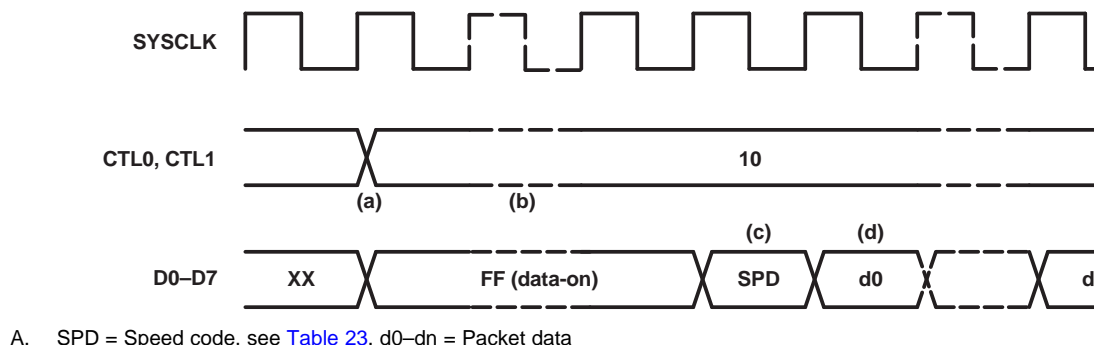 SYSCLK
CTL0, CTL1
10
(a)
(b)
(c)
(d)
D0–D7
XX
FF (data-on)
SPD
d0
d
A. SPD = Speed code, see Table 23. d0–dn = Packet data